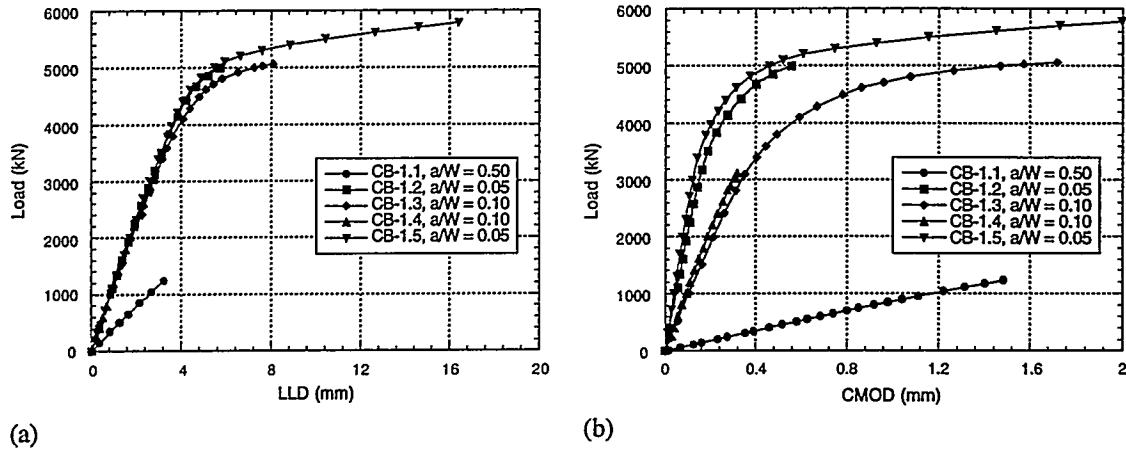 6000
5000
4000
3000
2000
1000
0
Load (kN)
CB-1.1, a/W = 0.50
CB-1.2, a/W = 0.05
CB-1.3, a/W = 0.10
CB-1.4, a/W = 0.10
CB-1.5, a/W = 0.05
0 4 8 12 16 20
LLD (mm)
(a)
6000
5000
4000
3000
2000
1000
0
Load (kN)
CB-1.1, a/W = 0.50
CB-1.2, a/W = 0.05
CB-1.3, a/W = 0.10
CB-1.4, a/W = 0.10
CB-1.5, a/W = 0.05
0 0.4 0.8 1.2 1.6 2
CMOD (mm)
(b)